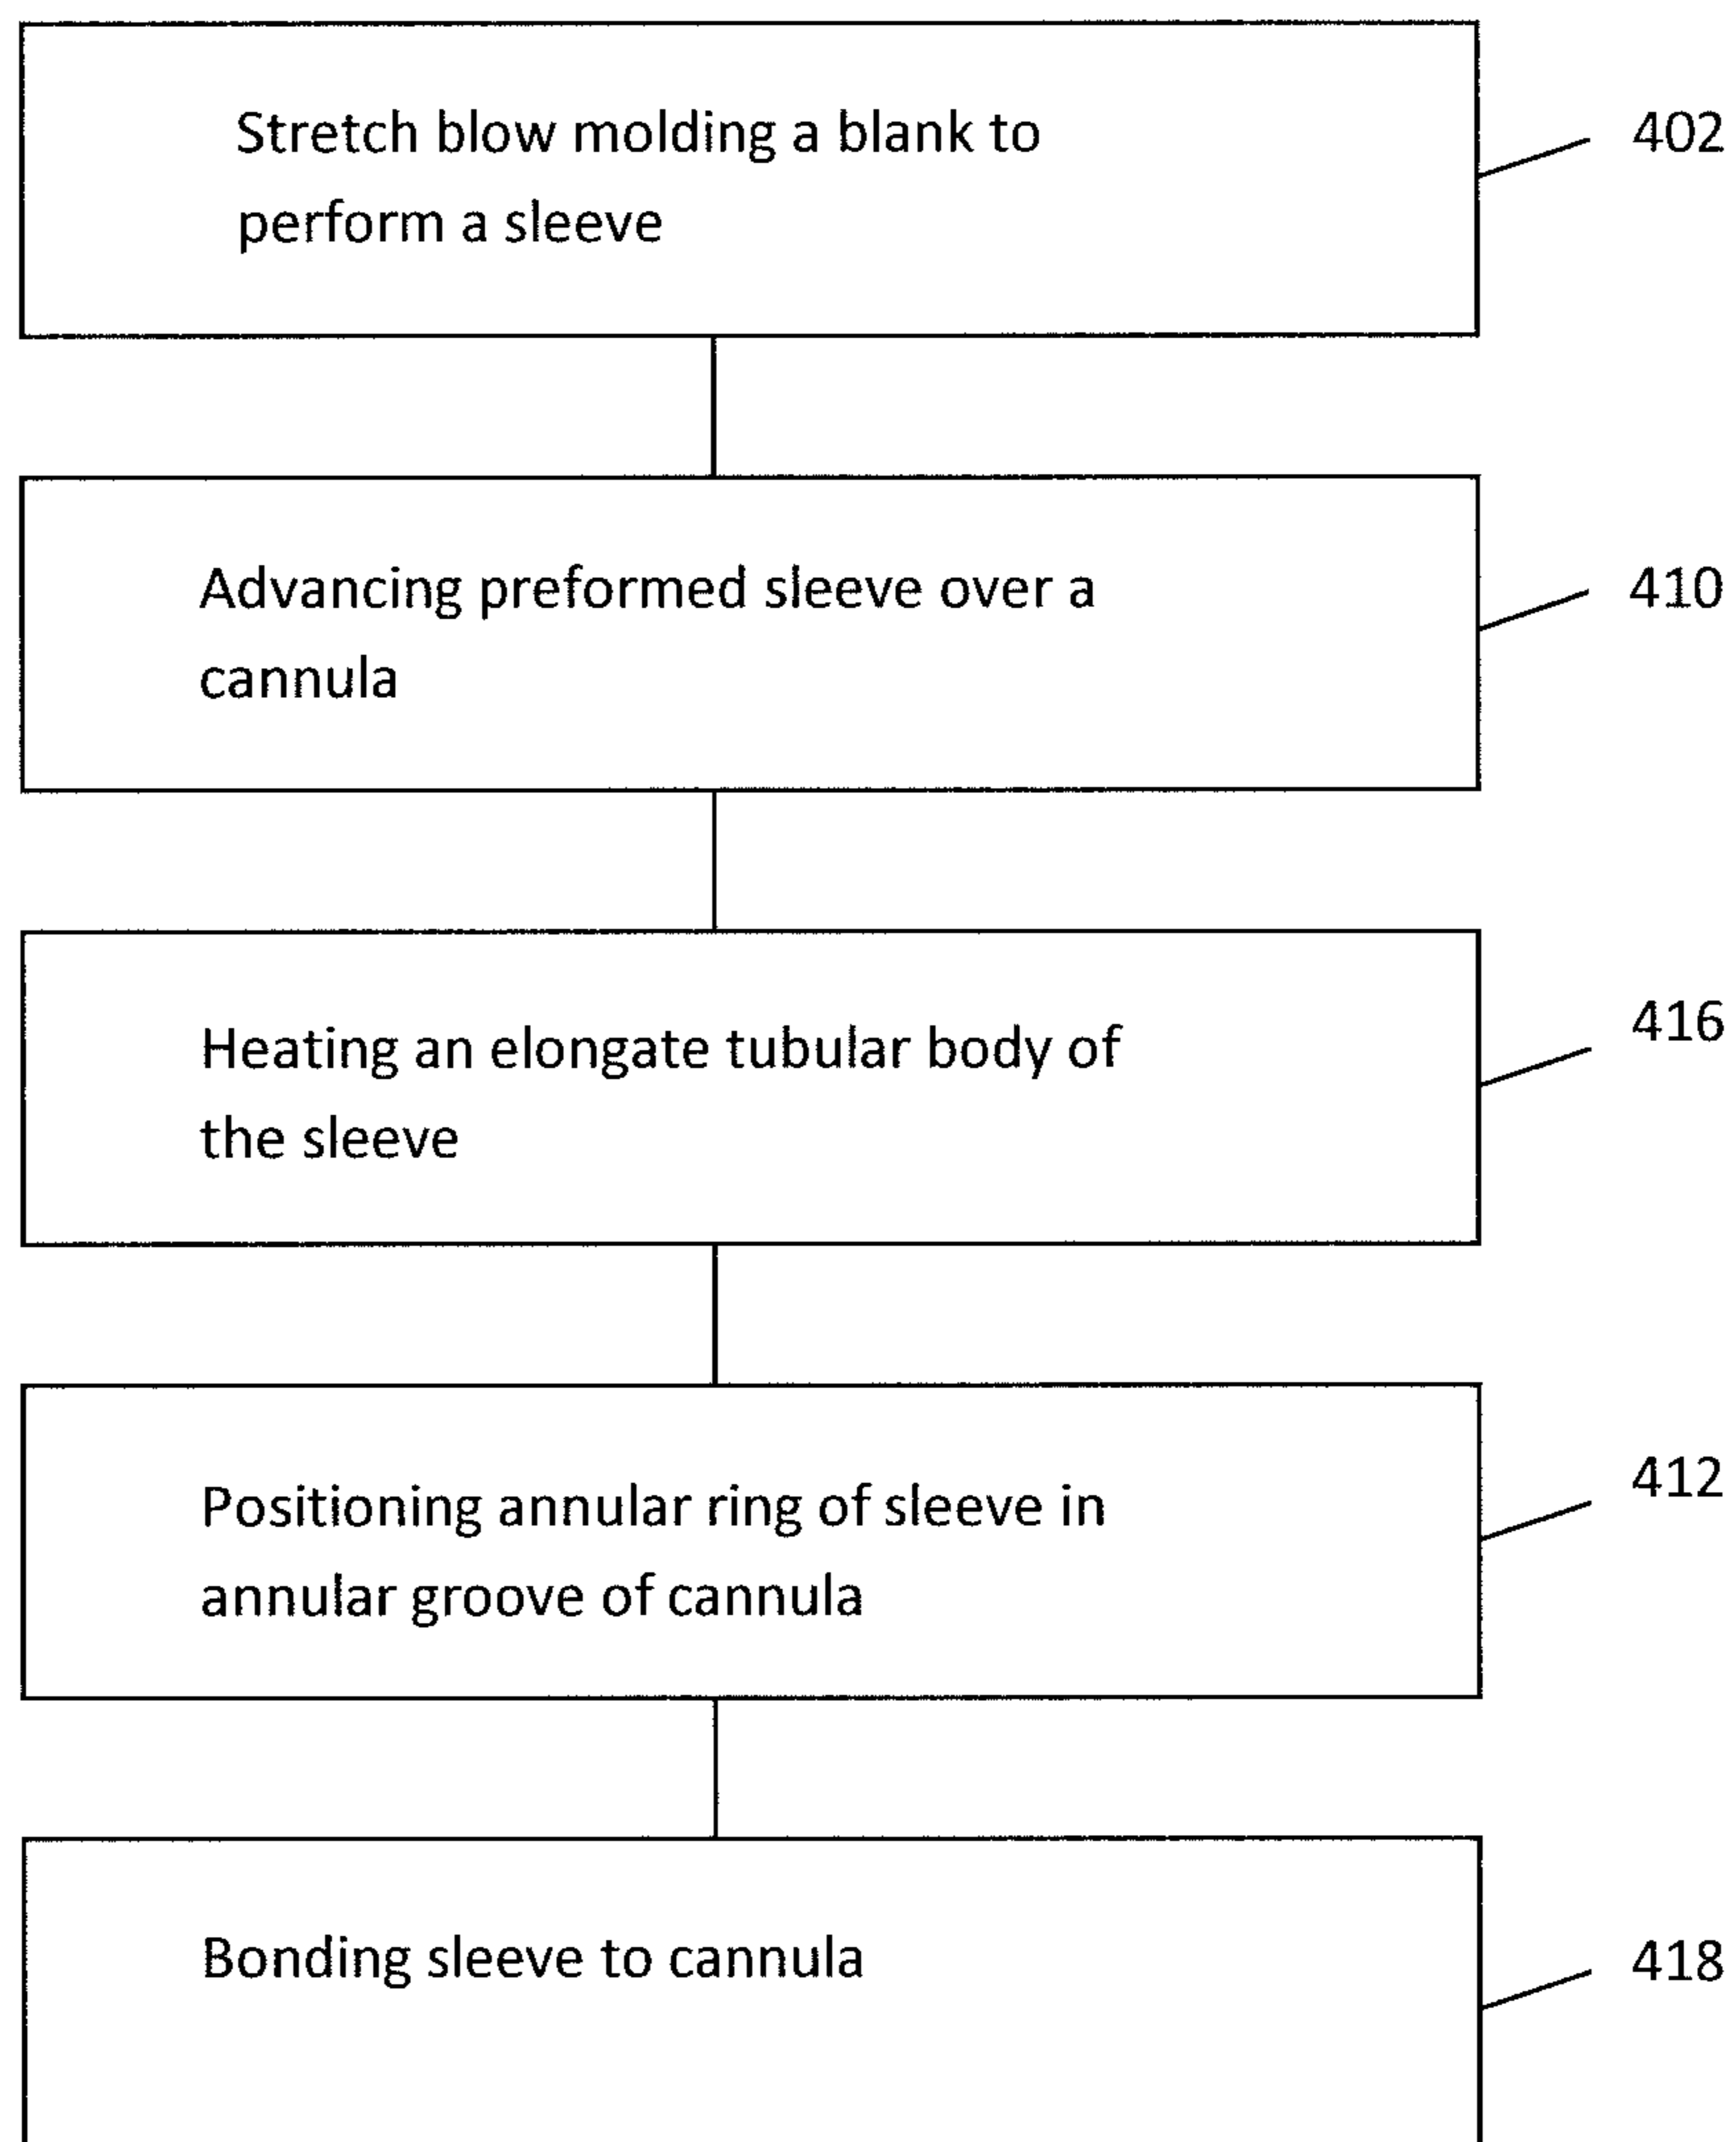 Stretch blow molding a blank to
perform a sleeve
402
Advancing preformed sleeve over a
cannula
410
Heating an elongate tubular body of
the sleeve
416
Positioning annular ring of sleeve in
annular groove of cannula
412
Bonding sleeve to cannula
418